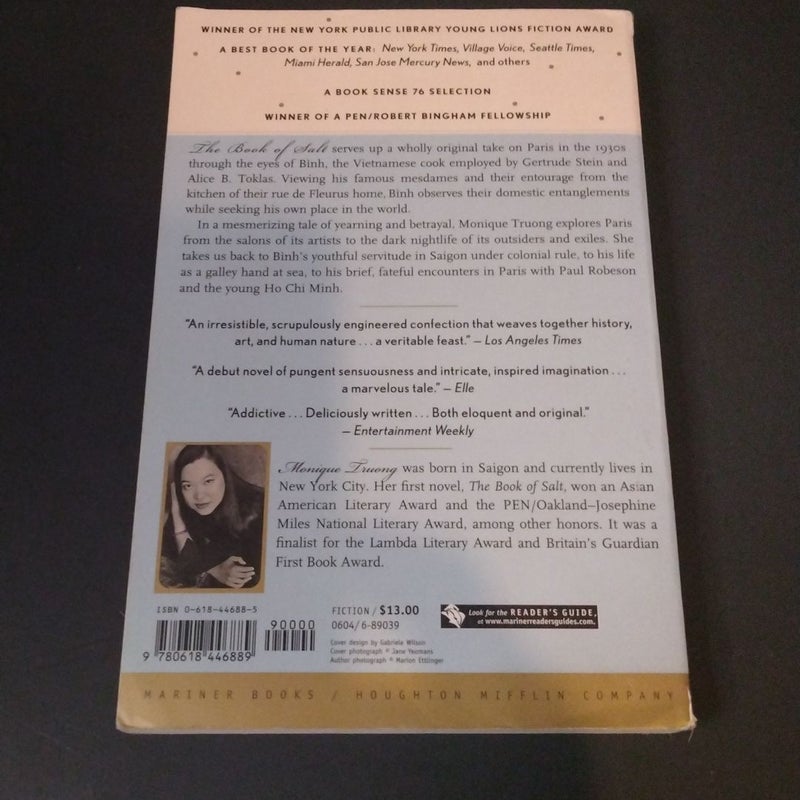 WINNER OF THE NEW YORK PUBLIC LIBRARY YOUNG LIONS FICTION AWARD
A BEST BOOK OF THE YEAR: New York Times, Village Voice, Seattle Times,
Miami Herald, San Jose Mercury News, and others
A BOOK SENSE 76 SELECTION
WINNER OF A PEN/ROBERT BINGHAM FELLOWSHIP
The Book of Salt serves up a wholly original take on Paris in the 1930s
through the eyes of Binh, the Vietnamese cook employed by Gertrude Stein and
Alice B. Toklas. Viewing his famous mesdames and their entourage from the
kitchen of their rue de Fleurus home, Binh observes their domestic entanglements
while seeking his own place in the world.
In a mesmerizing tale of yearning and betrayal, Monique Truong explores Paris
from the salons of its artists to the dark nightlife of its outsiders and exiles. She
takes us back to Binh's youthful servitude in Saigon under colonial rule, to his life
as a galley hand at sea, to his brief, fateful encounters in Paris with Paul Robeson
and the young Ho Chi Minh.
"An irresistible, scrupulously engineered confection that weaves together history,
art, and human nature . . . a veritable feast." — Los Angeles Times
"A debut novel of pungent sensuousness and intricate, inspired imagination . . .
a marvelous tale." — Elle
"Addictive . . . Deliciously written . . . Both eloquent and original."
— Entertainment Weekly
Monique Truong was born in Saigon and currently lives in
New York City. Her first novel, The Book of Salt, won an Asian
American Literary Award and the PEN/Oakland–Josephine
Miles National Literary Award, among other honors. It was a
finalist for the Lambda Literary Award and Britain's Guardian
First Book Award.
ISBN 0-618-44688-5
90000
9 780618 446889
FICTION / $13.00
0604/6-89039
Cover design by Gabriele Wilson
Cover photograph © Jane Yeomans
Author photograph © Marion Ettlinger
Look for the READER'S GUIDE,
at www.marinerreadersguides.com.
MARINER BOOKS / HOUGHTON MIFFLIN COMPANY